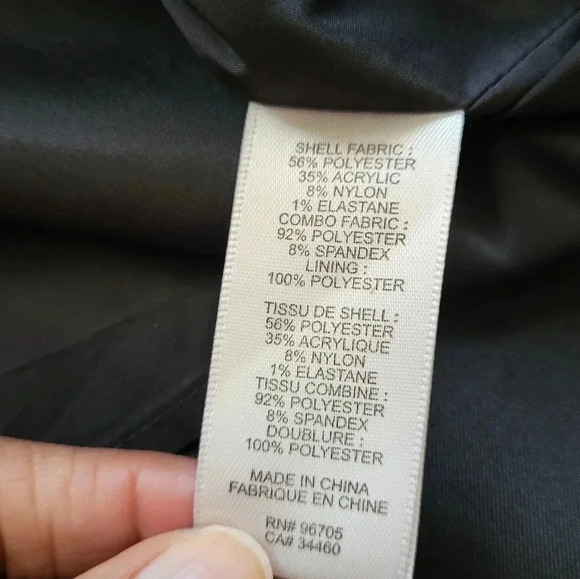 SHELL FABRIC :
56% POLYESTER
35% ACRYLIC
8% NYLON
1% ELASTANE
COMBO FABRIC :
92% POLYESTER
8% SPANDEX
LINING :
100% POLYESTER
TISSU DE SHELL :
56% POLYESTER
35% ACRYLIQUE
8% NYLON
1% ELASTANE
TISSU COMBINE :
92% POLYESTER
8% SPANDEX
DOUBLURE :
100% POLYESTER
MADE IN CHINA
FABRIQUE EN CHINE
RN# 96705
CA# 34460